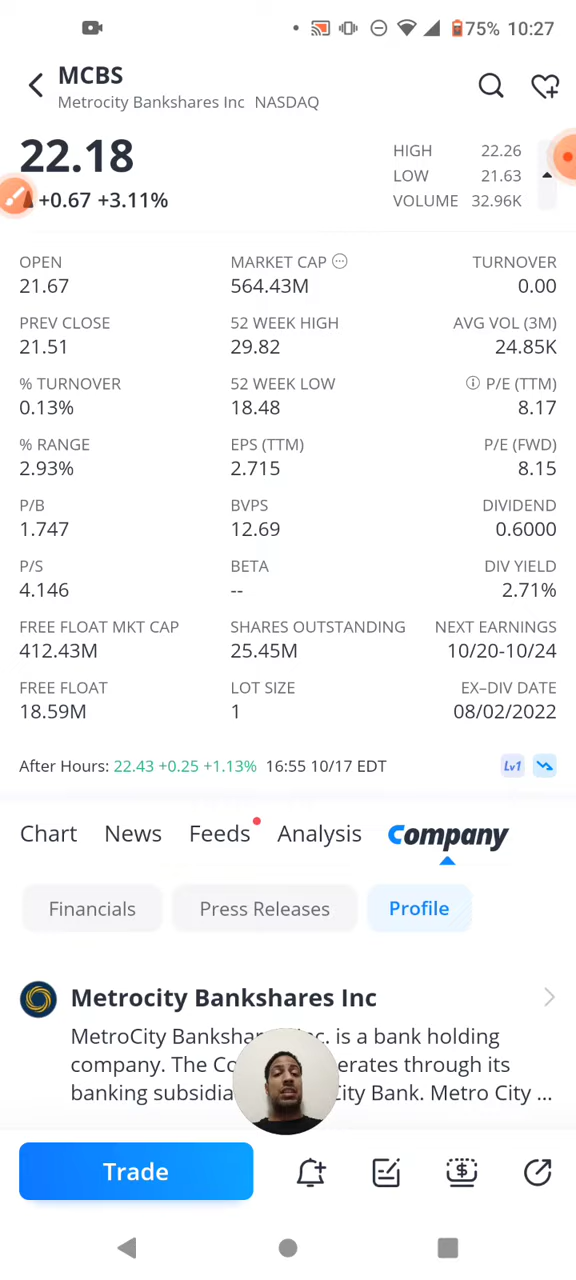 75% 10:27
MCBS
Metrocity Bankshares Inc NASDAQ
22.18
+0.67 +3.11%
HIGH 22.26
LOW 21.63
VOLUME 32.96K
OPEN MARKET CAP TURNOVER
21.67 564.43M 0.00
PREV CLOSE 52 WEEK HIGH AVG VOL (3M)
21.51 29.82 24.85K
% TURNOVER 52 WEEK LOW P/E (TTM)
0.13% 18.48 8.17
% RANGE EPS (TTM) P/E (FWD)
2.93% 2.715 8.15
P/B BVPS DIVIDEND
1.747 12.69 0.6000
P/S BETA DIV YIELD
4.146 -- 2.71%
FREE FLOAT MKT CAP SHARES OUTSTANDING NEXT EARNINGS
412.43M 25.45M 10/20-10/24
FREE FLOAT LOT SIZE EX-DIV DATE
18.59M 1 08/02/2022
After Hours: 22.43 +0.25 +1.13% 16:55 10/17 EDT Lv1
Chart News Feeds Analysis Company
Financials Press Releases Profile
Metrocity Bankshares Inc
MetroCity is a bank holding
company. The through its
banking City Bank. Metro City ...
Trade